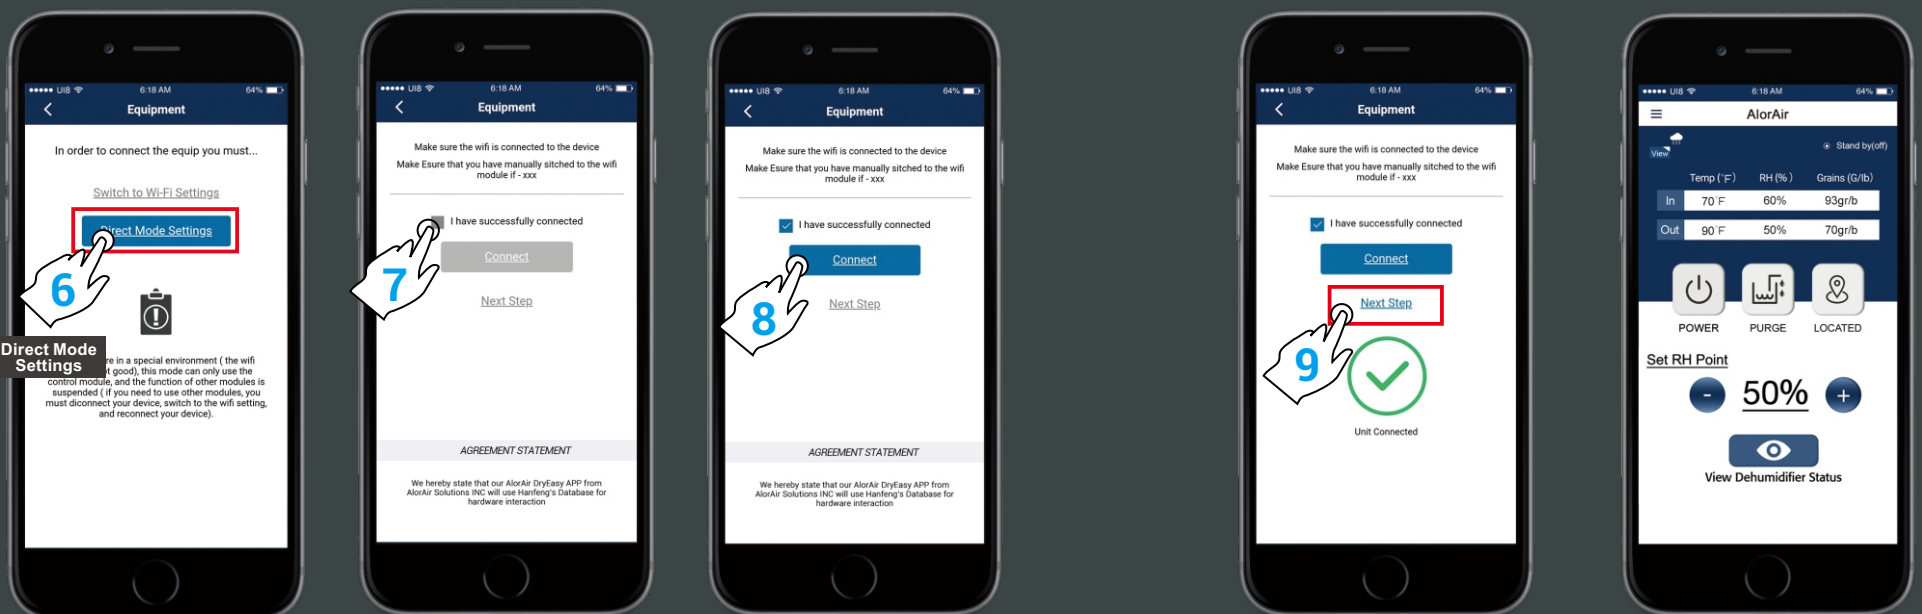 UI8 6:18 AM 64%
Equipment
In order to connect the equip you must...
Switch to Wi-Fi Settings
Direct Mode Settings
6
Direct Mode
Settings
re in a special environment ( the wifi
t good), this mode can only use the
control module, and the function of other modules is
suspended ( if you need to use other modules, you
must diconnect your device, switch to the wifi setting,
and reconnect your device).
UI8 6:18 AM 64%
Equipment
Make sure the wifi is connected to the device
Make Esure that you have manually sitched to the wifi
module if - xxx
I have successfully connected
Connect
7
Next Step
AGREEMENT STATEMENT
We hereby state that our AlorAir DryEasy APP from
AlorAir Solutions INC will use Hanfeng's Database for
hardware interaction
UI8 6:18 AM 64%
Equipment
Make sure the wifi is connected to the device
Make Esure that you have manually sitched to the wifi
module if - xxx
I have successfully connected
Connect
8
Next Step
AGREEMENT STATEMENT
We hereby state that our AlorAir DryEasy APP from
AlorAir Solutions INC will use Hanfeng's Database for
hardware interaction
UI8 6:18 AM 64%
Equipment
Make sure the wifi is connected to the device
Make Esure that you have manually sitched to the wifi
module if - xxx
I have successfully connected
Connect
Next Step
9
Unit Connected
UI8 6:18 AM 64%
AlorAir
View
Stand by(off)
Temp (°F) RH (% ) Grains (G/lb)
In 70°F 60% 93gr/b
Out 90°F 50% 70gr/b
POWER PURGE LOCATED
Set RH Point
- 50% +
View Dehumidifier Status